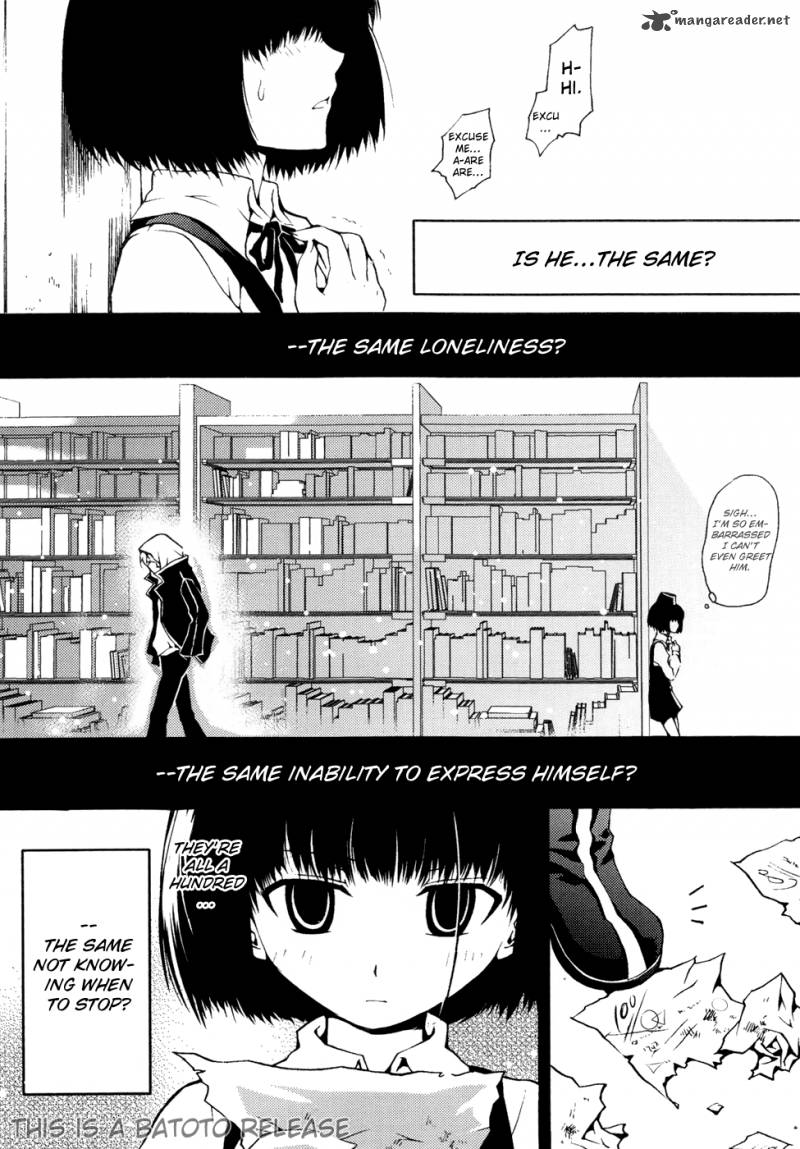 mangareader.net
H-
HI.
EXCU
...
EXCUSE
ME...
A-ARE
ARE...
IS HE...THE SAME?
--THE SAME LONELINESS?
SIGH...
I'M SO EM-
BARRASSED
I CAN'T
EVEN GREET
HIM.
--THE SAME INABILITY TO EXPRESS HIMSELF?
THEY'RE
ALL A
HUNDRED
...
--
THE SAME
NOT KNOW-
ING WHEN
TO STOP?
100
THIS IS A BATOTO RELEASE